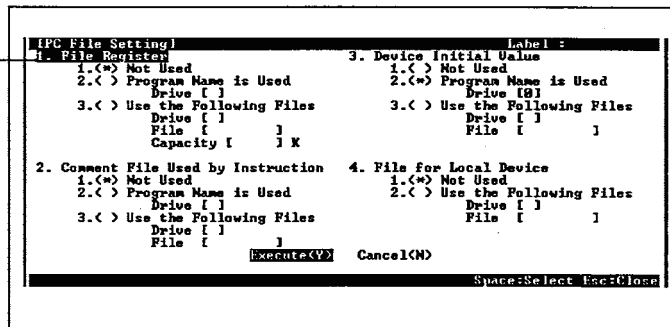 [PC File Setting] Label :
1. File Register
1.(*) Not Used
2.( ) Program Name is Used
Drive [ ]
3.( ) Use the Following Files
Drive [ ]
File [ ]
Capacity [ ] K
2. Comment File Used by Instruction
1.(*) Not Used
2.( ) Program Name is Used
Drive [ ]
3.( ) Use the Following Files
Drive [ ]
File [ ]
3. Device Initial Value
1.( ) Not Used
2.(*) Program Name is Used
Drive [0]
3.( ) Use the Following Files
Drive [ ]
File [ ]
4. File for Local Device
1.(*) Not Used
2.( ) Use the Following Files
Drive [ ]
File [ ]
Execute(Y) Cancel(N)
Space:Select Esc:Close